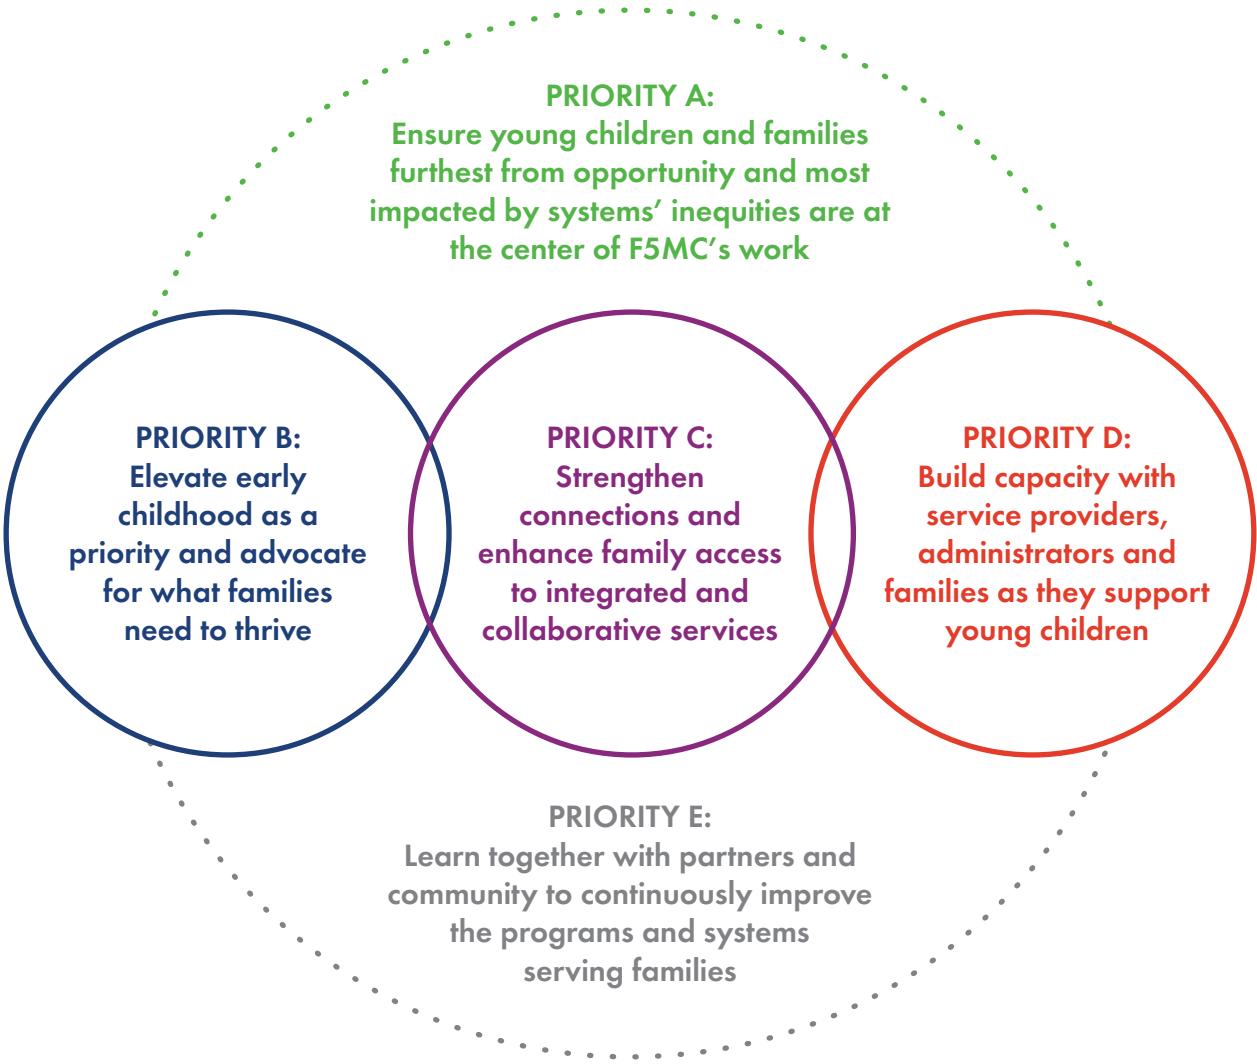 PRIORITY A:
Ensure young children and families
furthest from opportunity and most
impacted by systems’ inequities are at
the center of F5MC’s work
PRIORITY B:
Elevate early
childhood as a
priority and advocate
for what families
need to thrive
PRIORITY C:
Strengthen
connections and
enhance family access
to integrated and
collaborative services
PRIORITY D:
Build capacity with
service providers,
administrators and
families as they support
young children
PRIORITY E:
Learn together with partners and
community to continuously improve
the programs and systems
serving families